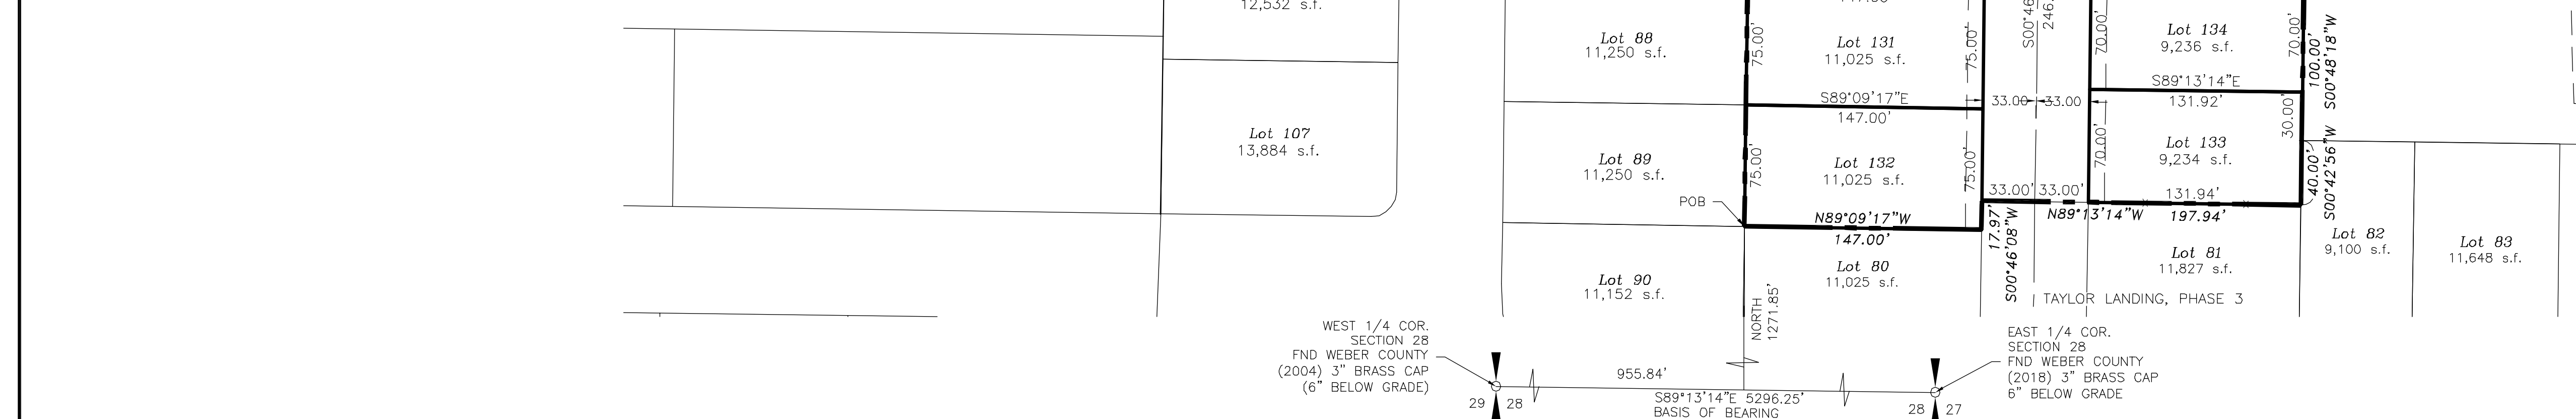 12,532 s.f.
Lot 88
11,250 s.f.
75.00'
Lot 131
11,025 s.f.
75.00'
S00°46
246.
70.00'
Lot 134
9,236 s.f.
70.00'
100.00'
S00°48'18"W
S89°09'17"E
147.00'
33.00
33.00
S89°13'14"E
131.92'
30.00'
Lot 107
13,884 s.f.
Lot 89
11,250 s.f.
75.00'
Lot 132
11,025 s.f.
75.00'
70.00'
Lot 133
9,234 s.f.
40.00'
S00°42'56"W
POB
33.00'
33.00'
131.94'
N89°09'17"W
147.00'
17.97'
S00°46'08"W
N89°13'14"W
197.94'
Lot 90
11,152 s.f.
Lot 80
11,025 s.f.
Lot 81
11,827 s.f.
Lot 82
9,100 s.f.
Lot 83
11,648 s.f.
TAYLOR LANDING, PHASE 3
NORTH
1271.85'
WEST 1/4 COR.
SECTION 28
FND WEBER COUNTY
(2004) 3" BRASS CAP
(6" BELOW GRADE)
EAST 1/4 COR.
SECTION 28
FND WEBER COUNTY
(2018) 3" BRASS CAP
6" BELOW GRADE
955.84'
S89°13'14"E 5296.25'
BASIS OF BEARING
29
28
28
27